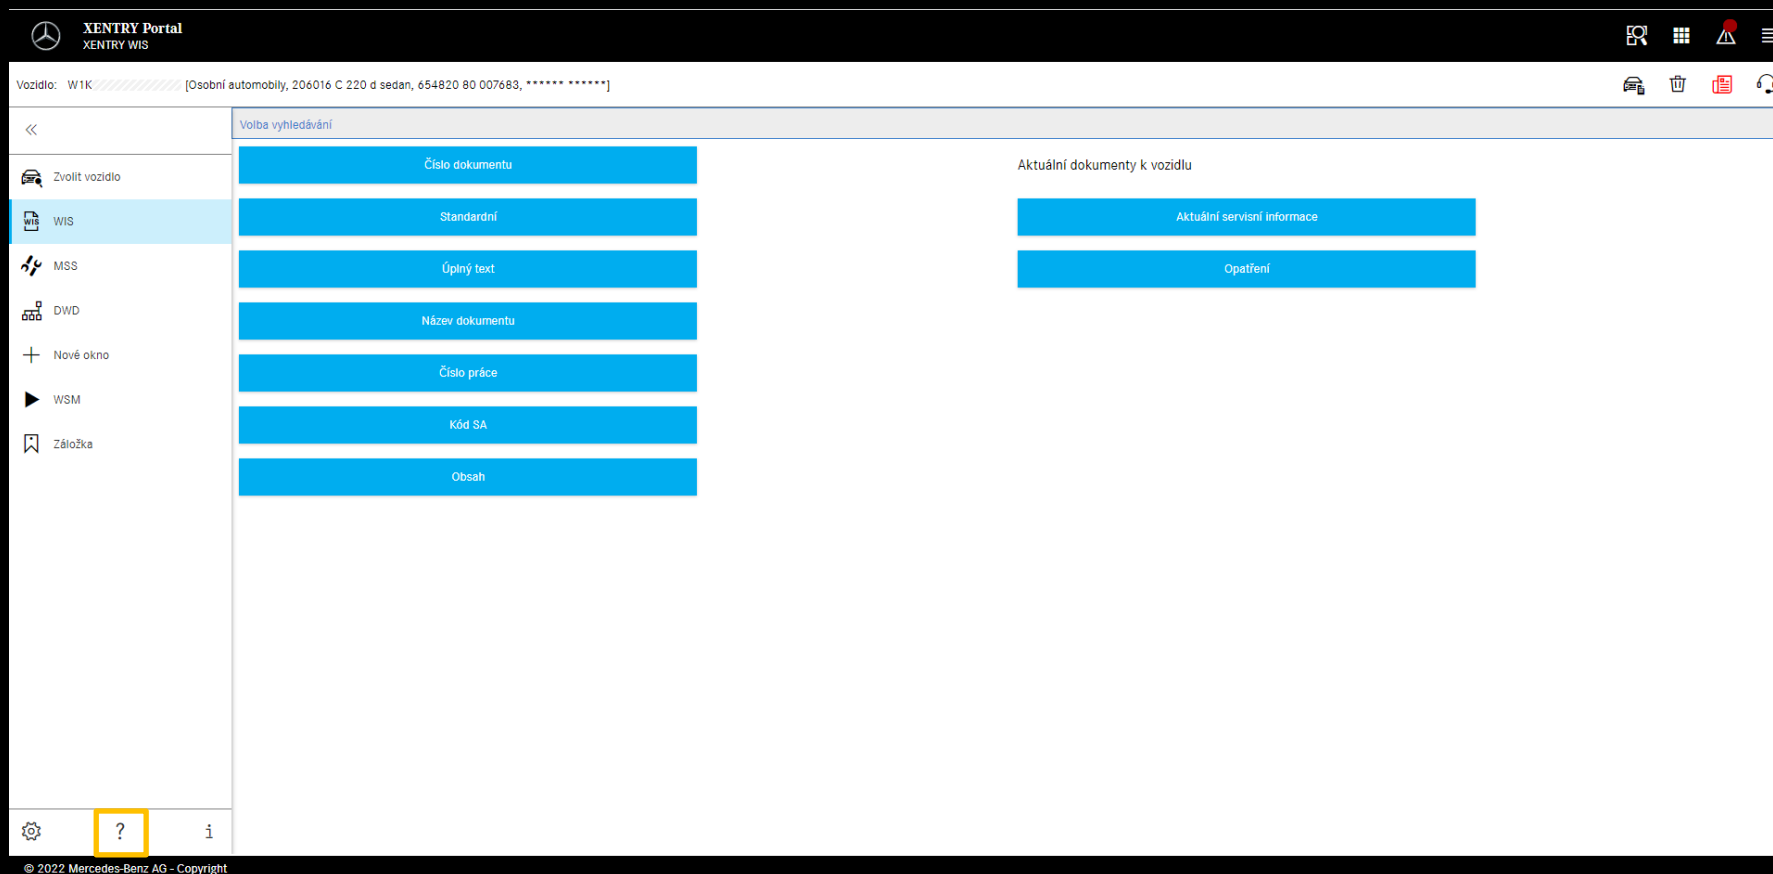 XENTRY Portal
XENTRY WIS
Vozidlo: W1K [Osobní automobily, 206016 C 220 d sedan, 654820 80 007683, ****** ******]
Volba vyhledávání
Zvolit vozidlo
WIS
WIS
MSS
DWD
Nové okno
WSM
Záložka
Číslo dokumentu
Standardní
Úplný text
Název dokumentu
Číslo práce
Kód SA
Obsah
Aktuální dokumenty k vozidlu
Aktuální servisní informace
Opatření
?
i
© 2022 Mercedes-Benz AG - Copyright